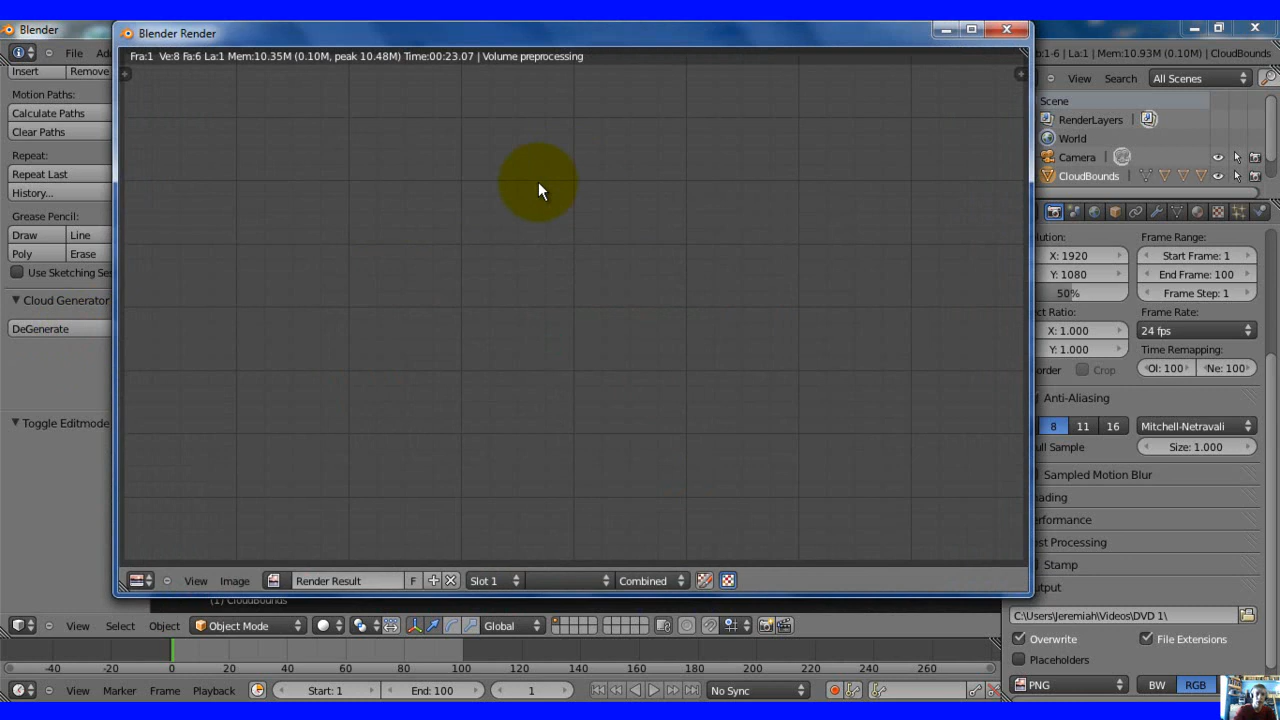 Blender
Blender Render
File
Ad
Fra:1 Ve:8 Fa:6 La:1 Mem:10.35M (0.10M, peak 10.48M) Time:00:23.07 | Volume preprocessing
:1-6 | La:1 | Mem:10.93M (0.10M) | CloudBounds
Insert
Remove
View
Search
All Scenes
Motion Paths:
Calculate Paths
Clear Paths
Repeat:
Repeat Last
History...
Grease Pencil:
Draw
Line
Poly
Erase
Use Sketching Ses
Cloud Generator
DeGenerate
Toggle Editmode
Scene
RenderLayers
World
Camera
CloudBounds
lution:
Frame Range:
X: 1920
Start Frame: 1
Y: 1080
End Frame: 100
50%
Frame Step: 1
ct Ratio:
Frame Rate:
X: 1.000
24 fps
Y: 1.000
Time Remapping:
order
Crop
Ol: 100
Ne: 100
Anti-Aliasing
8
11
16
Mitchell-Netravali
ull Sample
Size: 1.000
Sampled Motion Blur
hading
erformance
ost Processing
Stamp
utput
C:\Users\Jeremiah\Videos\DVD 1\
Overwrite
File Extensions
Placeholders
PNG
BW
RGB
View
Image
Render Result
F
Slot 1
Combined
(1) CloudBounds
View
Select
Object
Object Mode
Global
-40 -20 0 20 40 60 80 100 120 140 160 180 200 220 240 260
View
Marker
Frame
Playback
Start: 1
End: 100
1
No Sync